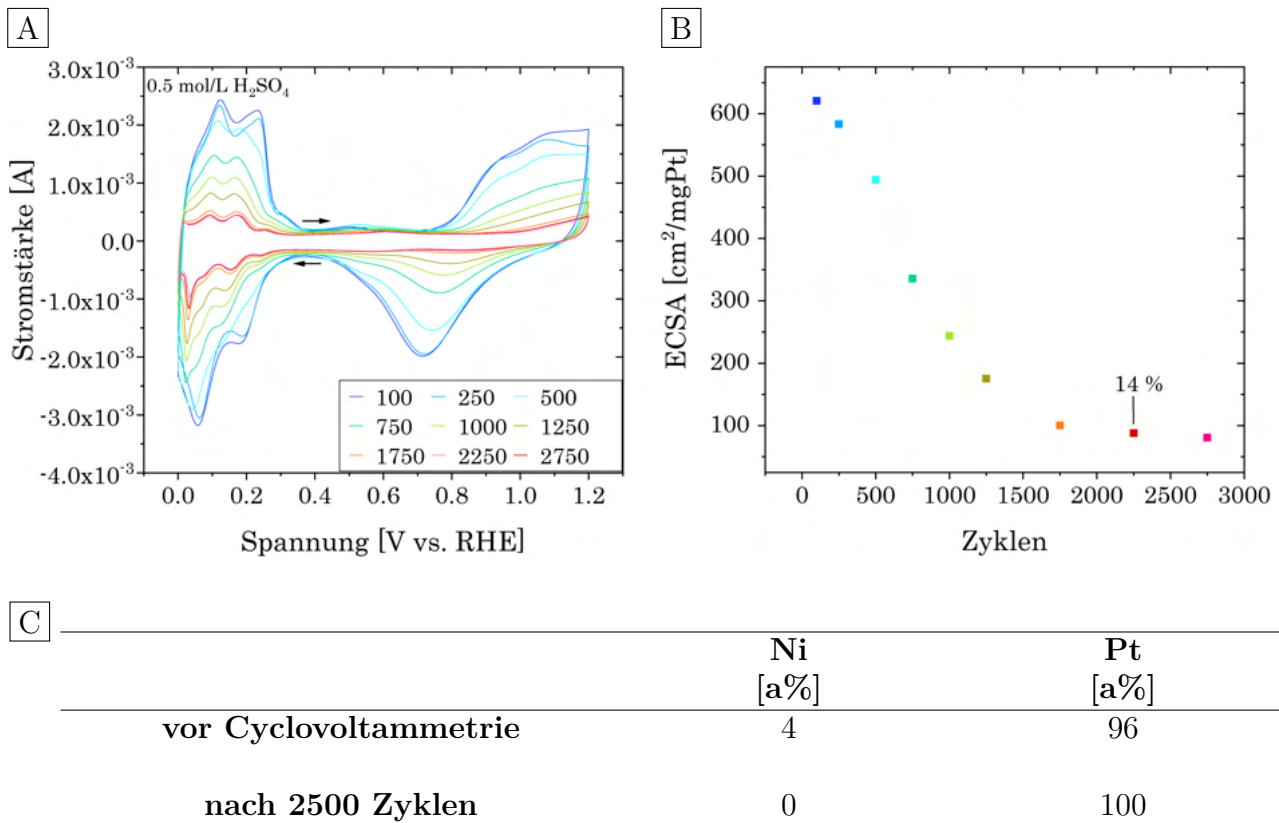 A
3.0x10⁻³
0.5 mol/L H₂SO₄
2.0x10⁻³
1.0x10⁻³
0.0
-1.0x10⁻³
-2.0x10⁻³
-3.0x10⁻³
-4.0x10⁻³
Stromstärke [A]
100 250 500
750 1000 1250
1750 2250 2750
0.0 0.2 0.4 0.6 0.8 1.0 1.2
Spannung [V vs. RHE]
B
600
500
400
300
200
100
ECSA [cm²/mgPt]
14 %
0 500 1000 1500 2000 2500 3000
Zyklen
C
Ni Pt
[a%] [a%]
vor Cyclovoltammetrie 4 96
nach 2500 Zyklen 0 100